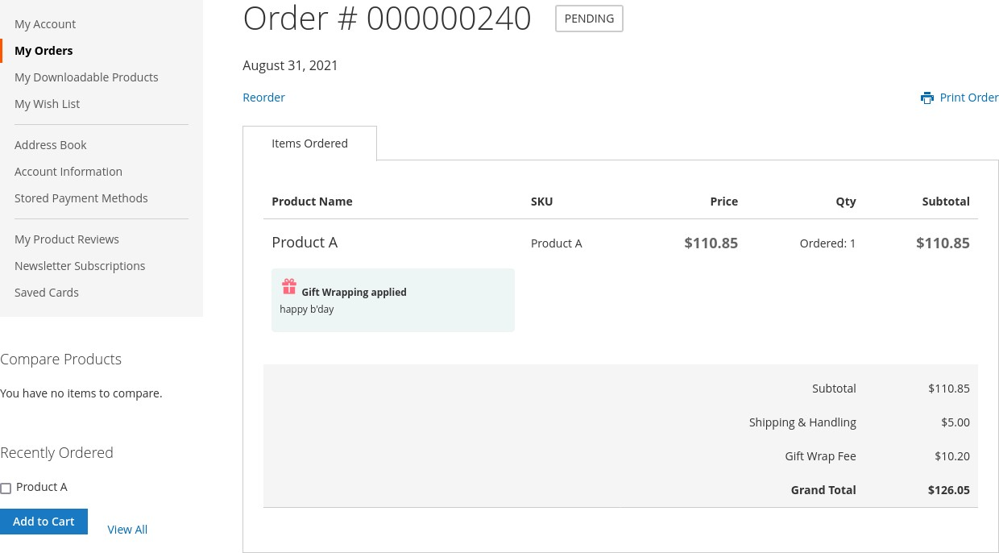 My Account
My Orders
My Downloadable Products
My Wish List
Address Book
Account Information
Stored Payment Methods
My Product Reviews
Newsletter Subscriptions
Saved Cards
Compare Products
You have no items to compare.
Recently Ordered
Product A
Add to Cart View All
Order # 000000240 PENDING
August 31, 2021
Reorder Print Order
Items Ordered
Product Name SKU Price Qty Subtotal
Product A Product A $110.85 Ordered: 1 $110.85
Gift Wrapping applied
happy b'day
Subtotal $110.85
Shipping & Handling $5.00
Gift Wrap Fee $10.20
Grand Total $126.05